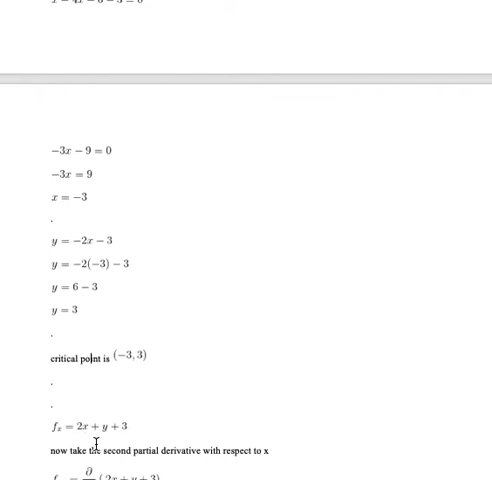 −3x − 9 = 0
−3x = 9
x = −3
.
y = −2x − 3
y = −2(−3) − 3
y = 6 − 3
y = 3
.
critical point is (−3, 3)
.
.
fₓ = 2x + y + 3
now take the second partial derivative with respect to x